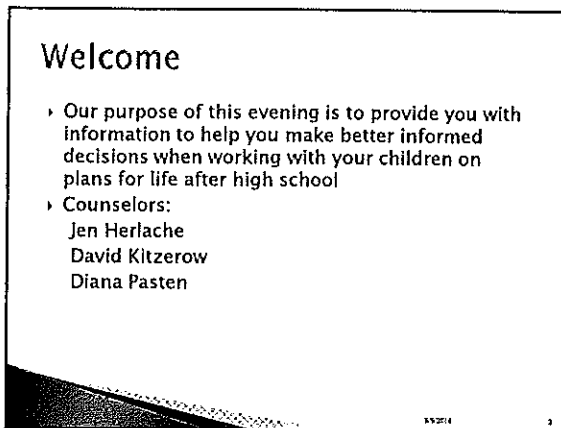 Welcome
‣ Our purpose of this evening is to provide you with
information to help you make better informed
decisions when working with your children on
plans for life after high school
‣ Counselors:
Jen Herlache
David Kitzerow
Diana Pasten